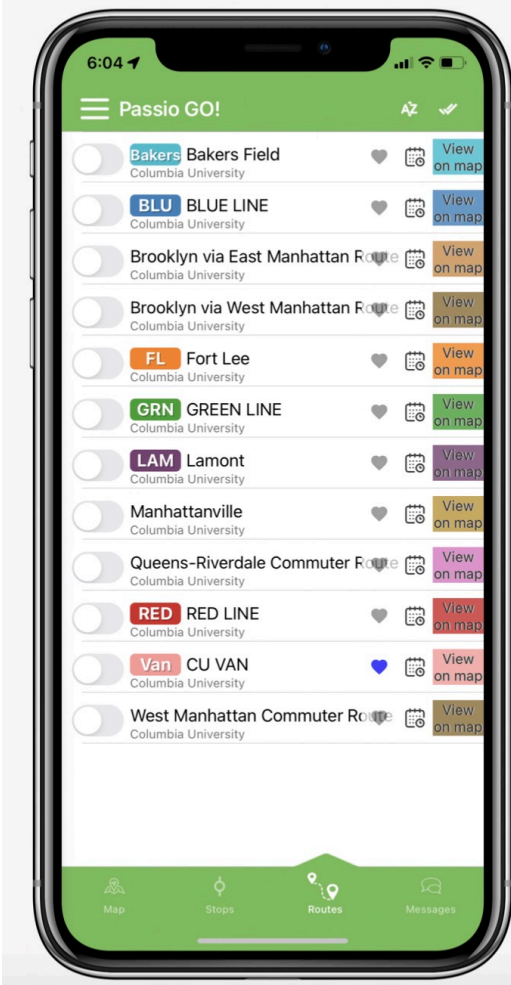 6:04
Passio GO!
AZ
Bakers Bakers Field
Columbia University
View
on map
BLU BLUE LINE
Columbia University
View
on map
Brooklyn via East Manhattan Route
Columbia University
View
on map
Brooklyn via West Manhattan Route
Columbia University
View
on map
FL Fort Lee
Columbia University
View
on map
GRN GREEN LINE
Columbia University
View
on map
LAM Lamont
Columbia University
View
on map
Manhattanville
Columbia University
View
on map
Queens-Riverdale Commuter Route
Columbia University
View
on map
RED RED LINE
Columbia University
View
on map
Van CU VAN
Columbia University
View
on map
West Manhattan Commuter Route
Columbia University
View
on map
Map
Stops
Routes
Messages